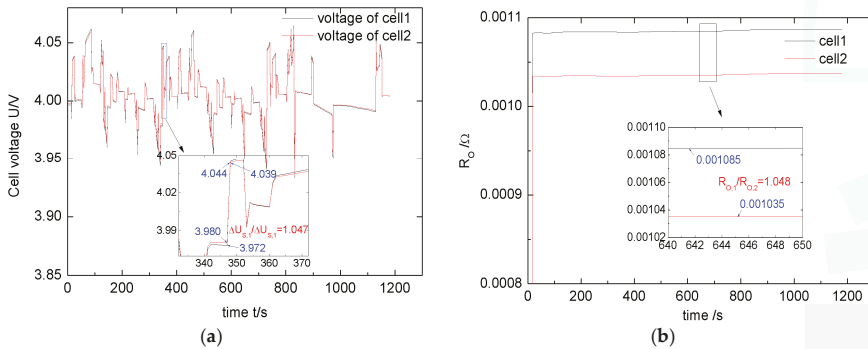 voltage of cell1
voltage of cell2
Cell voltage U/V
4.05
4.00
3.95
3.90
3.85
0 200 400 600 800 1000 1200
time t/s
4.05
4.03
3.99
340 350 360 370
4.044
4.039
3.980
3.972
ΔU_{S,1}/ΔU_{S,1}=1.047
(a)
cell1
cell2
R_O /Ω
0.0011
0.0010
0.0009
0.0008
0 200 400 600 800 1000 1200
time /s
0.00110
0.00108
0.00106
0.00104
0.00102
640 642 644 646 648 650
0.001085
R_{O,1}/R_{O,2}=1.048
0.001035
(b)